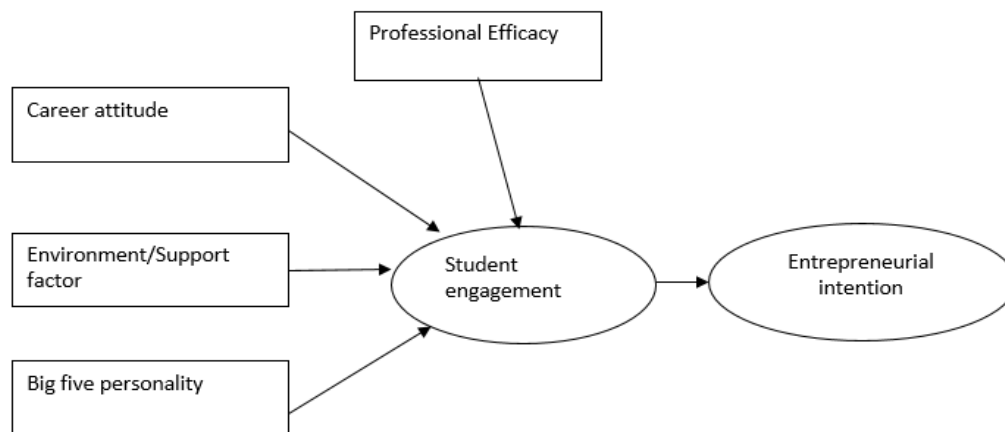 Professional Efficacy
Career attitude
Environment/Support
factor
Student
engagement
Entrepreneurial
intention
Big five personality